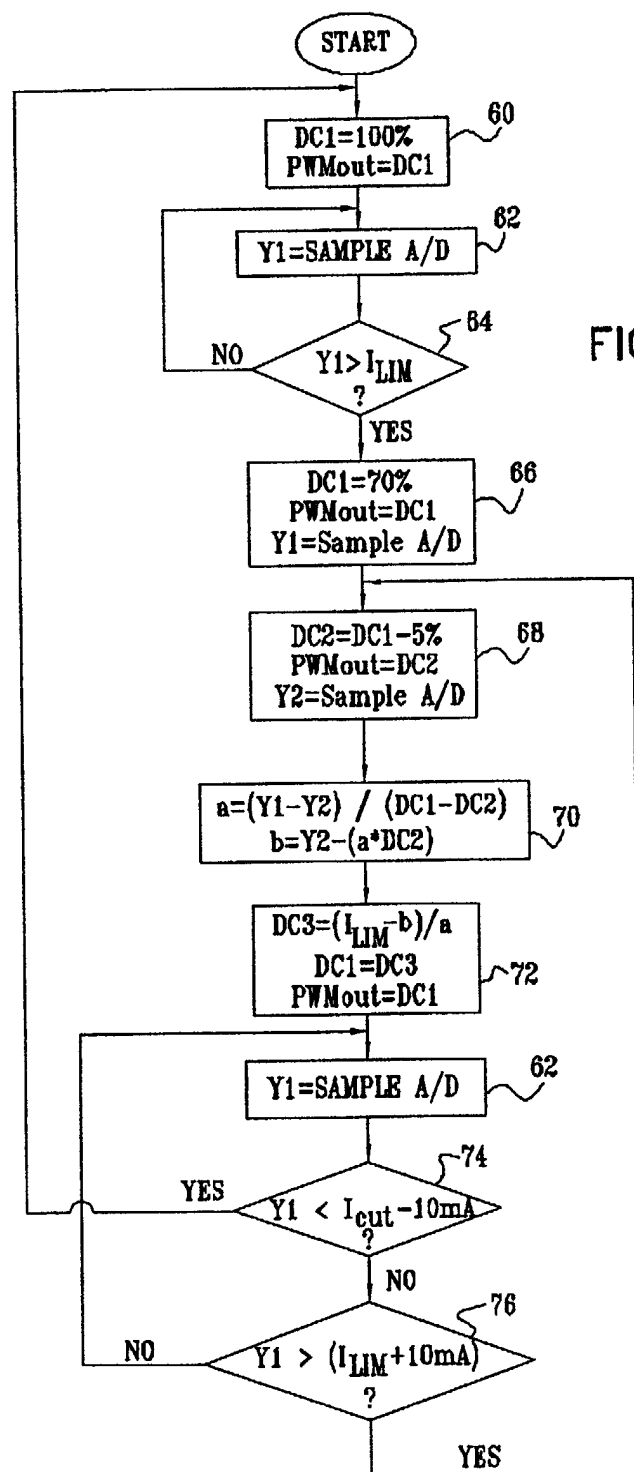 START
60
DC1=100%
PWMout=DC1
62
Y1=SAMPLE A/D
64
NO
Y1>I_LIM
?
FIG
YES
66
DC1=70%
PWMout=DC1
Y1=Sample A/D
68
DC2=DC1-5%
PWMout=DC2
Y2=Sample A/D
a=(Y1-Y2) / (DC1-DC2)
b=Y2-(a*DC2)
70
DC3=(I_LIM-b)/a
DC1=DC3
PWMout=DC1
72
62
Y1=SAMPLE A/D
74
YES
Y1 < I_cut-10mA
?
NO
76
NO
Y1 > (I_LIM+10mA)
?
YES